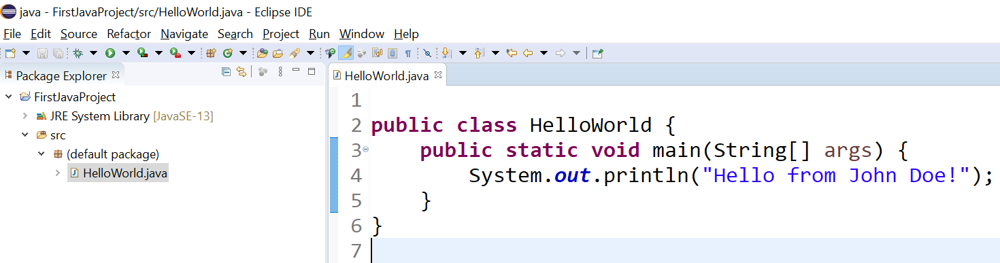 java - FirstJavaProject/src/HelloWorld.java - Eclipse IDE
File Edit Source Refactor Navigate Search Project Run Window Help
Package Explorer
FirstJavaProject
JRE System Library [JavaSE-13]
src
(default package)
HelloWorld.java
HelloWorld.java
1
2 public class HelloWorld {
3 public static void main(String[] args) {
4 System.out.println("Hello from John Doe!");
5 }
6 }
7